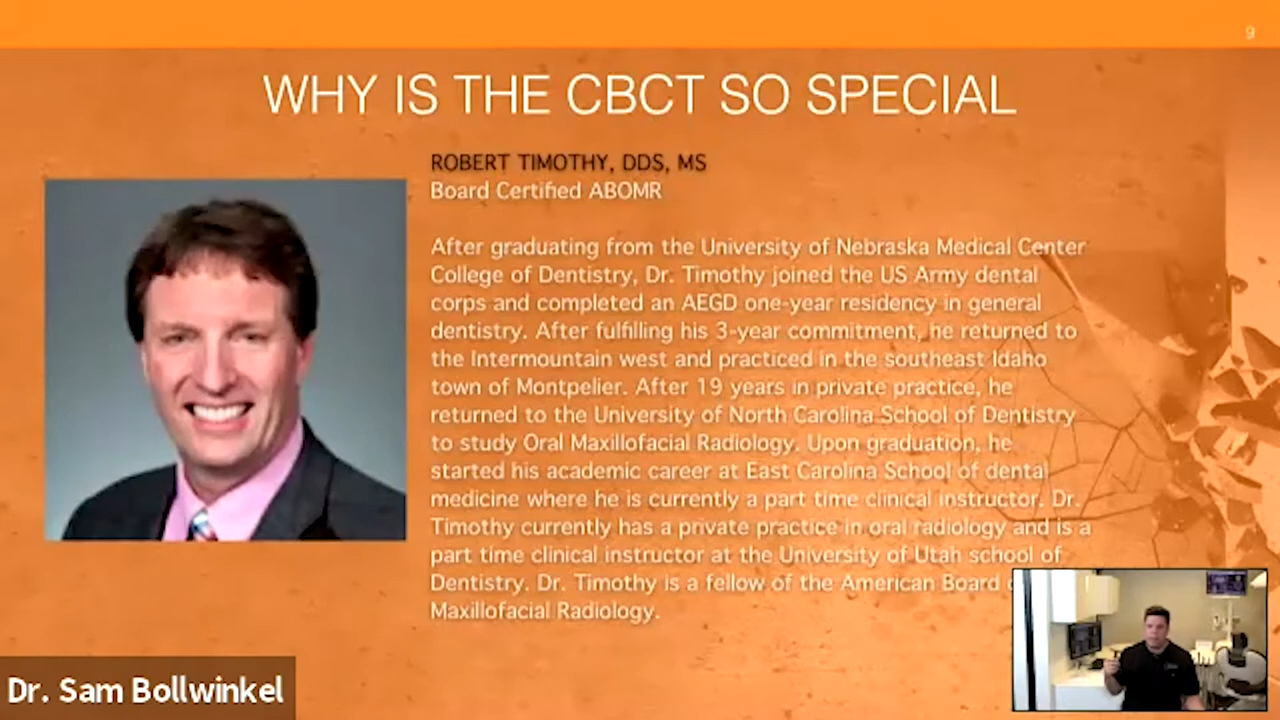 9
WHY IS THE CBCT SO SPECIAL
ROBERT TIMOTHY, DDS, MS
Board Certified ABOMR
After graduating from the University of Nebraska Medical Center
College of Dentistry, Dr. Timothy joined the US Army dental
corps and completed an AEGD one-year residency in general
dentistry. After fulfilling his 3-year commitment, he returned to
the Intermountain west and practiced in the southeast Idaho
town of Montpelier. After 19 years in private practice, he
returned to the University of North Carolina School of Dentistry
to study Oral Maxillofacial Radiology. Upon graduation, he
started his academic career at East Carolina School of dental
medicine where he is currently a part time clinical instructor. Dr.
Timothy currently has a private practice in oral radiology and is a
part time clinical instructor at the University of Utah school of
Dentistry. Dr. Timothy is a fellow of the American Board
Maxillofacial Radiology.
Dr. Sam Bollwinkel